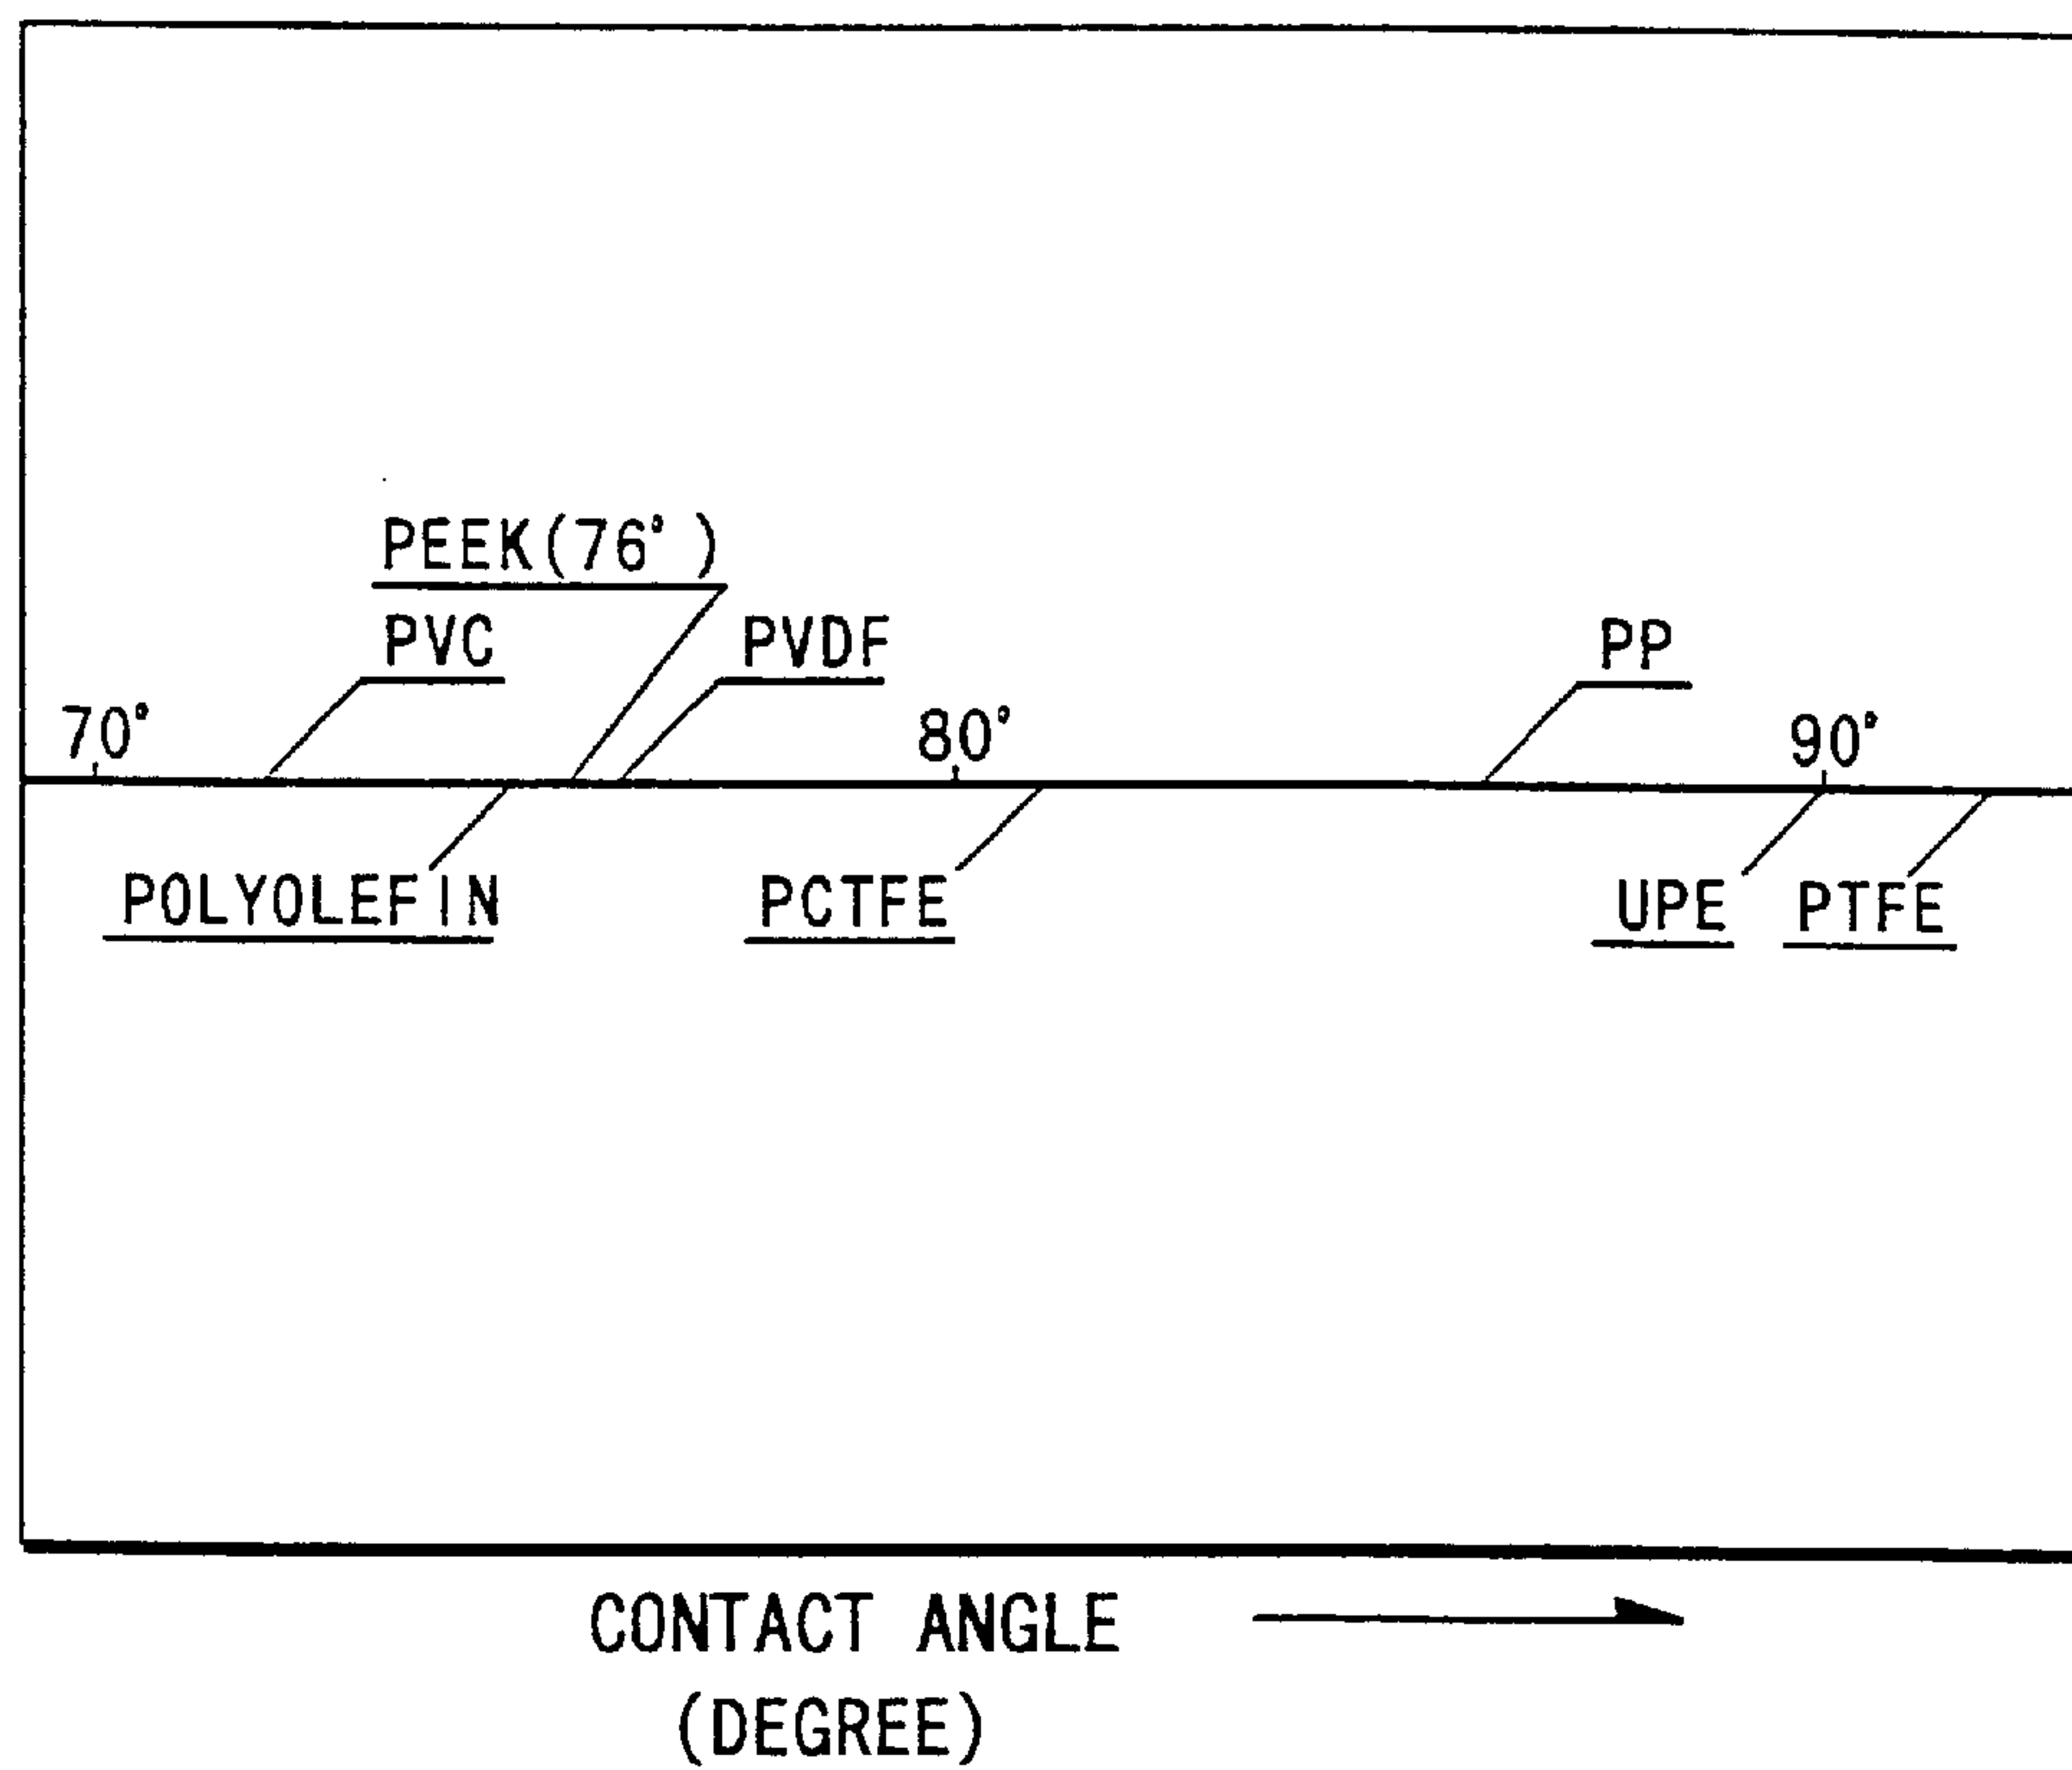 PEEK(76°)
PVC
PVDF
PP
70°
80°
90°
POLYOLEFIN
PCTFE
UPE
PTFE
CONTACT ANGLE
(DEGREE)